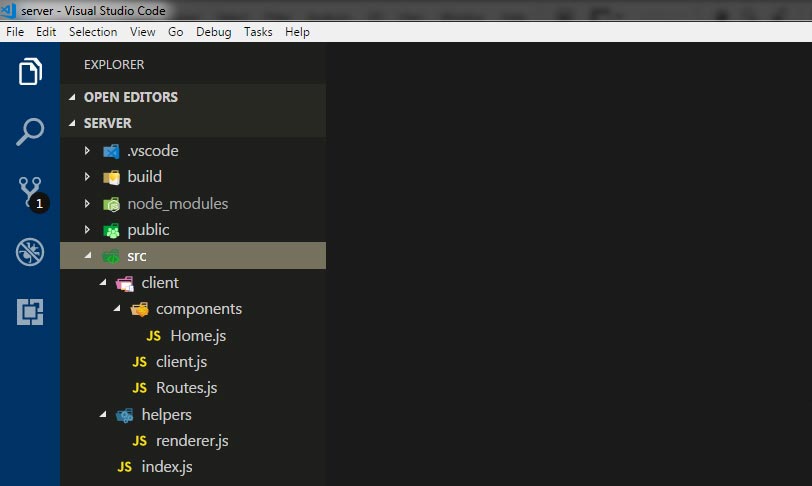 server - Visual Studio Code
File Edit Selection View Go Debug Tasks Help
EXPLORER
OPEN EDITORS
SERVER
.vscode
build
node_modules
1
public
src
client
components
JS Home.js
JS client.js
JS Routes.js
helpers
JS renderer.js
JS index.js